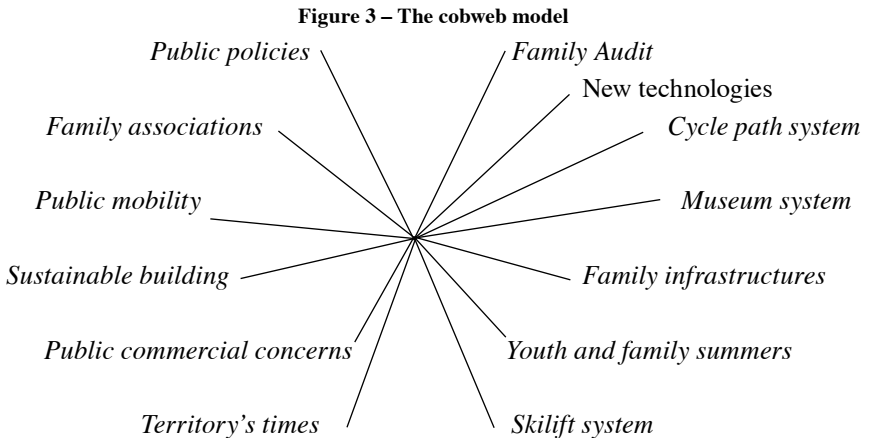 Figure 3 – The cobweb model
Public policies
Family Audit
New technologies
Family associations
Cycle path system
Public mobility
Museum system
Sustainable building
Family infrastructures
Public commercial concerns
Youth and family summers
Territory’s times
Skilift system